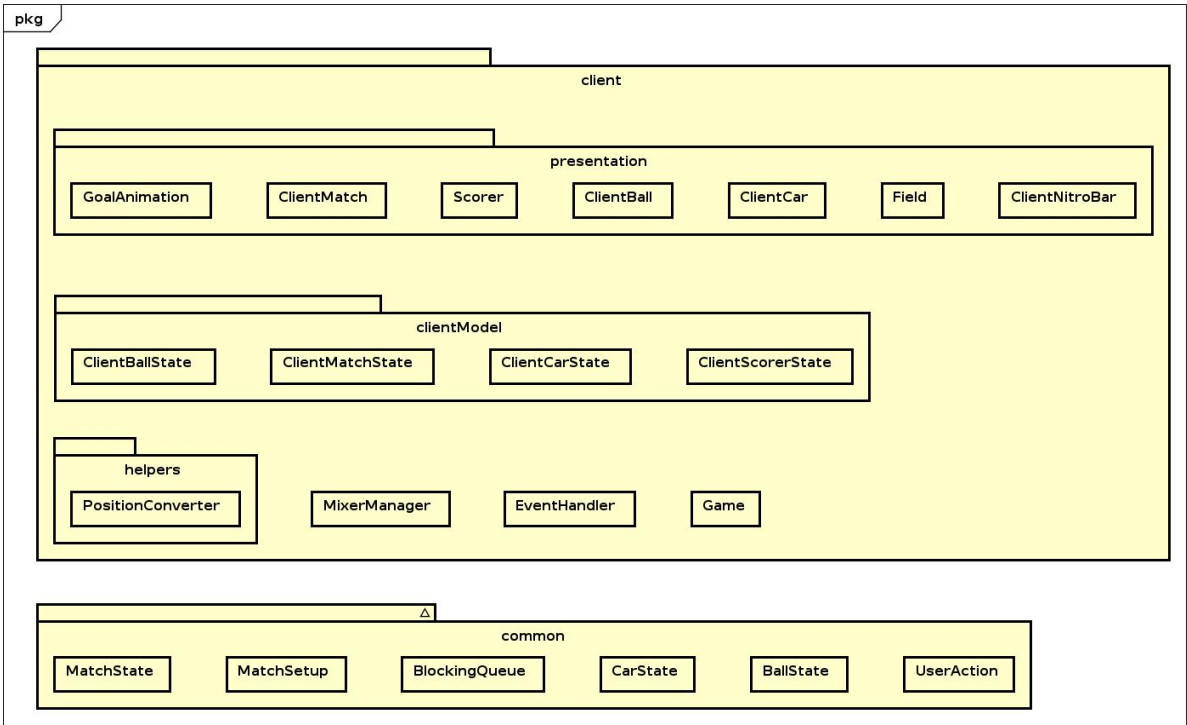 pkg
client
presentation
GoalAnimation ClientMatch Scorer ClientBall ClientCar Field ClientNitroBar
clientModel
ClientBallState ClientMatchState ClientCarState ClientScorerState
helpers
PositionConverter MixerManager EventHandler Game
common
MatchState MatchSetup BlockingQueue CarState BallState UserAction